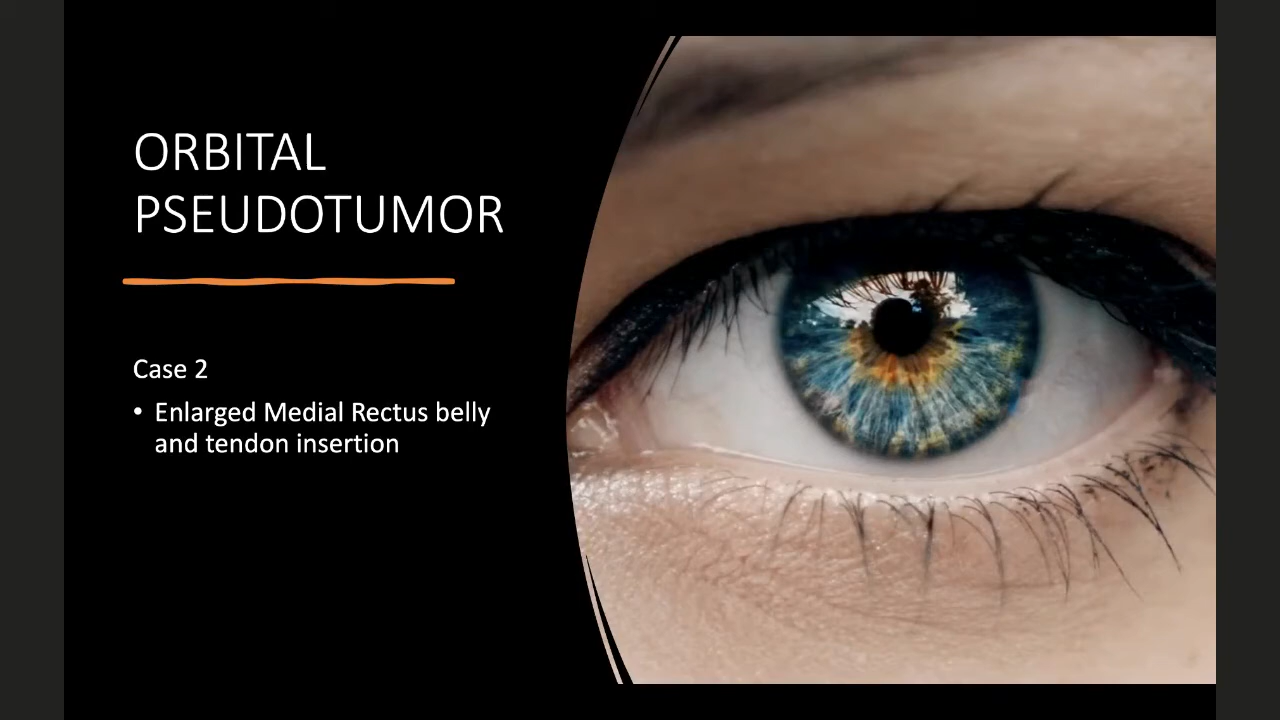 ORBITAL
PSEUDOTUMOR
Case 2
• Enlarged Medial Rectus belly
and tendon insertion